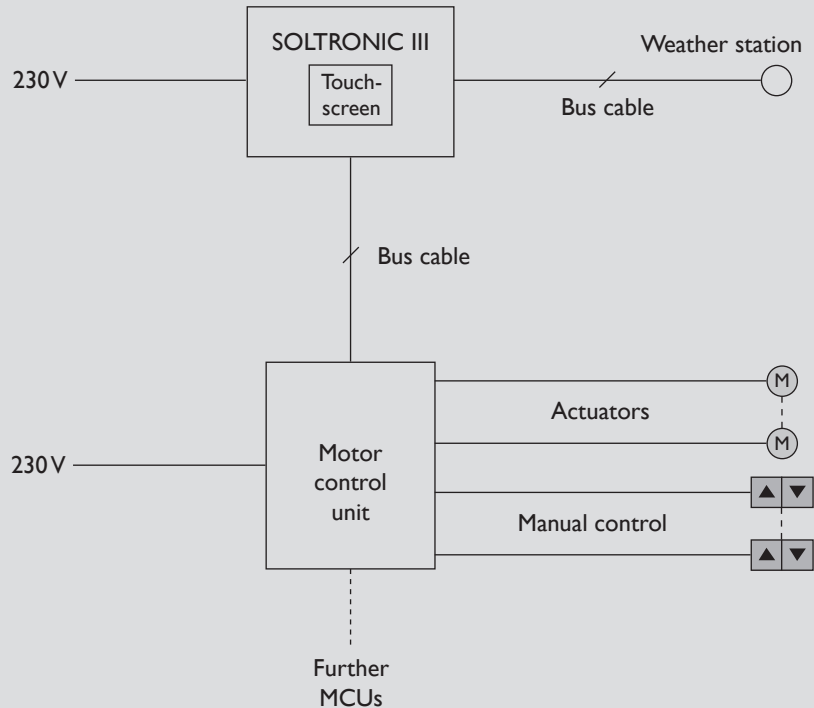 SOLTRONIC III
Touch-
screen
Weather station
230 V
Bus cable
Bus cable
M
Actuators
M
230 V
Motor
control
unit
Manual control
Further
MCUs